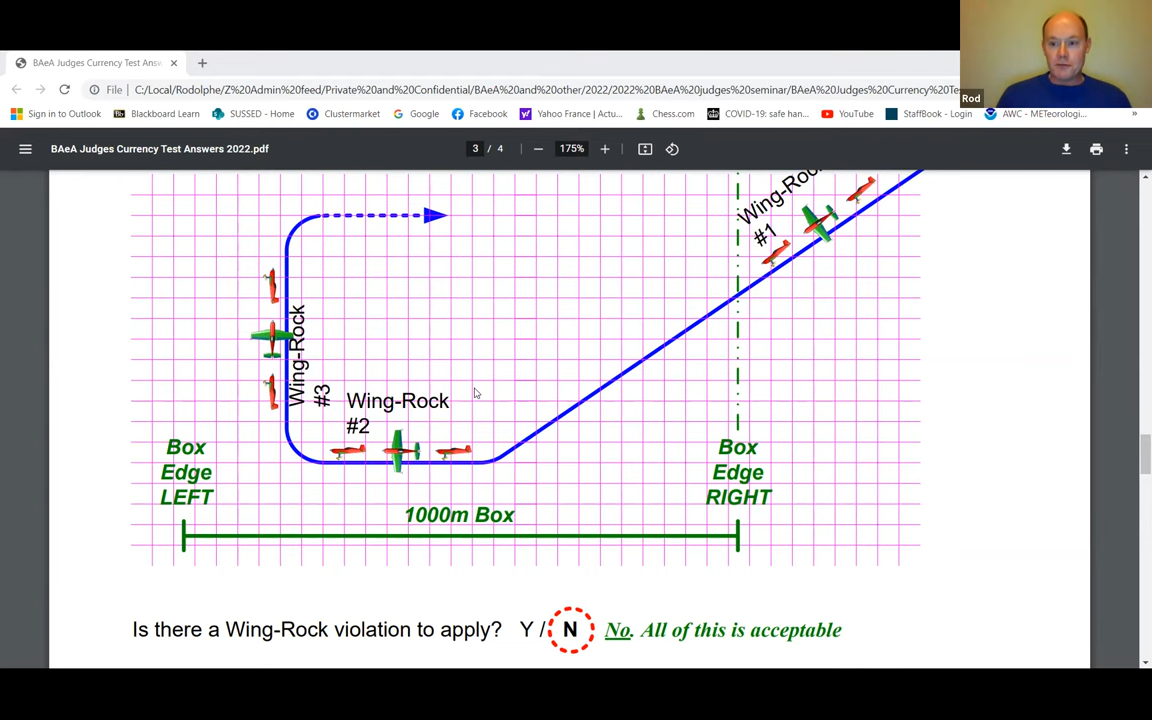 BAeA Judges Currency Test Answ
File
C:/Local/Rodolphe/Z%20Admin%20feed/Private%20and%20Confidential/BAeA%20and%20other/2022/2022%20BAeA%20judges%20seminar/BAeA%20Judges%20Currency%20Te
Rod
Sign in to Outlook
Blackboard Learn
SUSSED - Home
Clustermarket
Google
Facebook
Yahoo France | Actu...
Chess.com
COVID-19: safe han...
YouTube
StaffBook - Login
AWC - METeorologi...
BAeA Judges Currency Test Answers 2022.pdf
3 / 4
175%
Wing-Roc
#1
Wing-Rock
#3
Wing-Rock
#2
Box
Edge
LEFT
Box
Edge
RIGHT
1000m Box
Is there a Wing-Rock violation to apply? Y / N No. All of this is acceptable